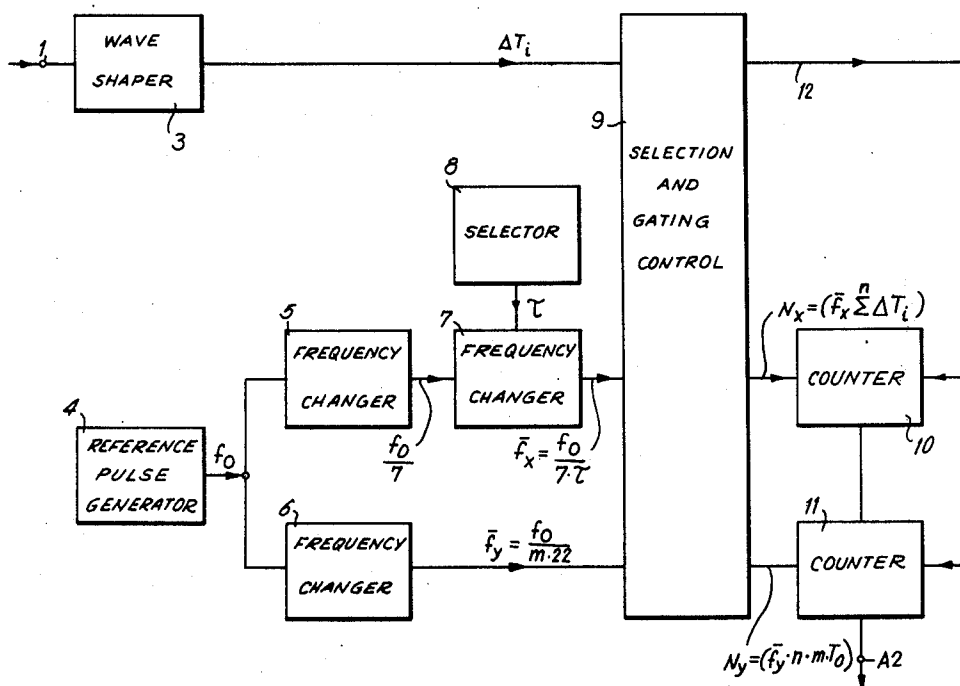 1
WAVE
SHAPER
3
ΔT_i
12
9
SELECTION
AND
GATING
CONTROL
8
SELECTOR
τ
5
FREQUENCY
CHANGER
f_0/7
7
FREQUENCY
CHANGER
f̄_x = f_0/(7·τ)
N_x=(f̄_x Σ^n ΔT_i)
COUNTER
10
4
REFERENCE
PULSE
GENERATOR
f_0
6
FREQUENCY
CHANGER
f̄_y = f_0/(m·22)
11
COUNTER
N_y=(f̄_y·n·m·T_0)
A2